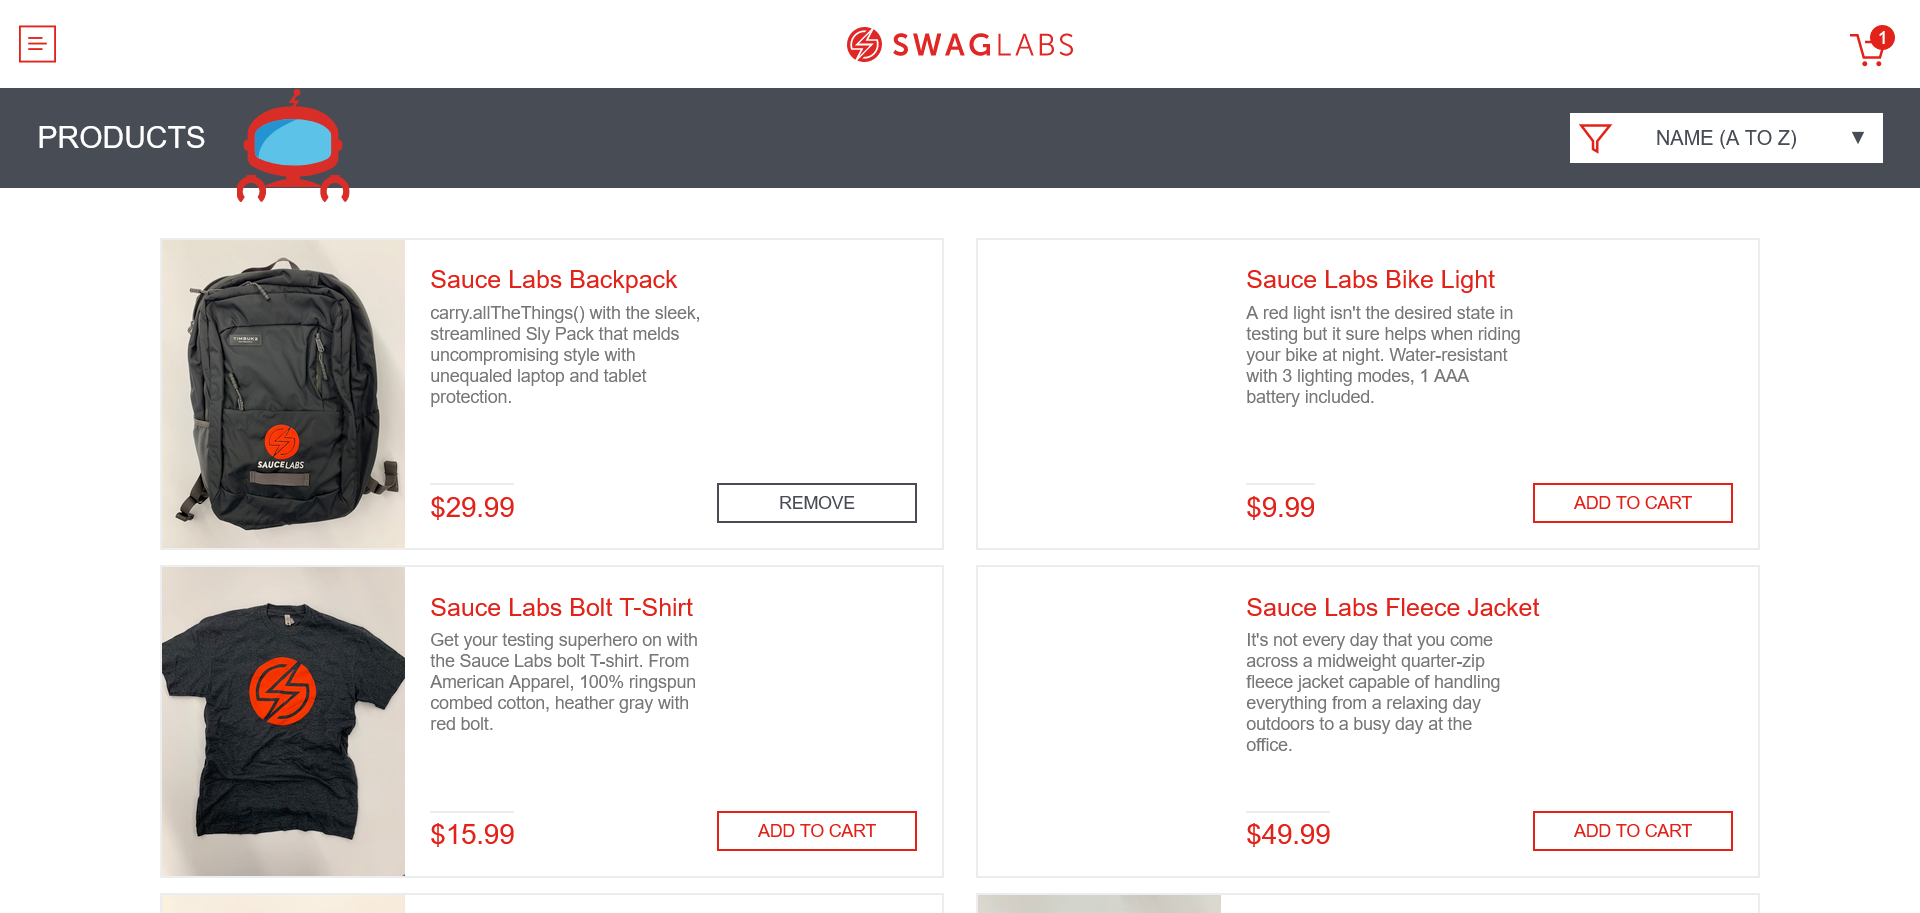 SWAGLABS
1
PRODUCTS
NAME (A TO Z)
Sauce Labs Backpack
carry.allTheThings() with the sleek,
streamlined Sly Pack that melds
uncompromising style with
unequaled laptop and tablet
protection.
TIMBUK2
SAUCELABS
$29.99
REMOVE
Sauce Labs Bike Light
A red light isn't the desired state in
testing but it sure helps when riding
your bike at night. Water-resistant
with 3 lighting modes, 1 AAA
battery included.
$9.99
ADD TO CART
Sauce Labs Bolt T-Shirt
Get your testing superhero on with
the Sauce Labs bolt T-shirt. From
American Apparel, 100% ringspun
combed cotton, heather gray with
red bolt.
$15.99
ADD TO CART
Sauce Labs Fleece Jacket
It's not every day that you come
across a midweight quarter-zip
fleece jacket capable of handling
everything from a relaxing day
outdoors to a busy day at the
office.
$49.99
ADD TO CART